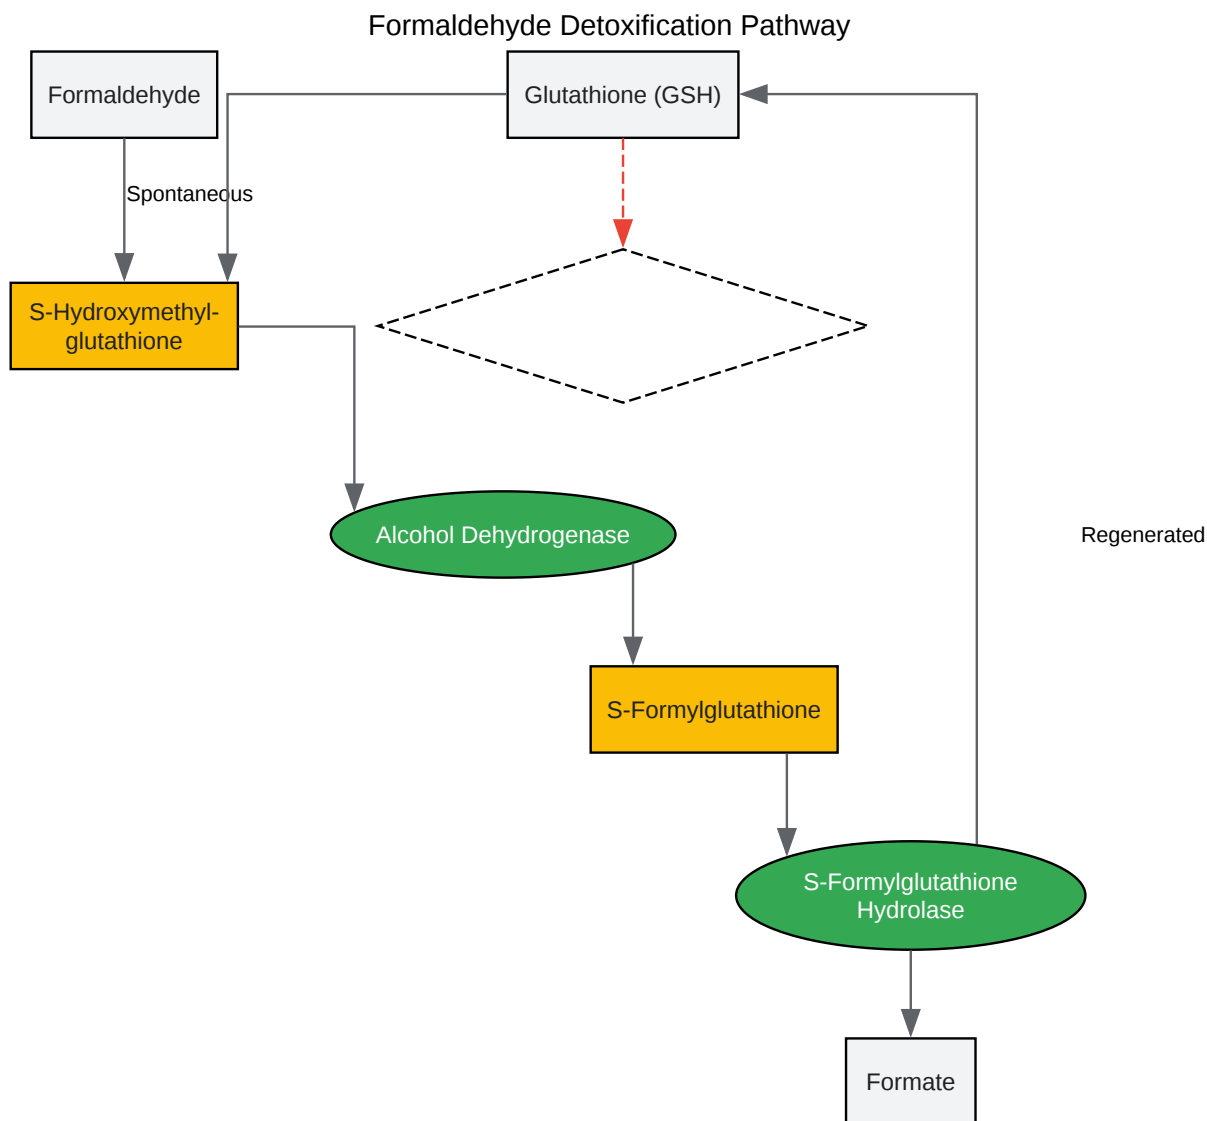 Formaldehyde Detoxification Pathway
Formaldehyde
Glutathione (GSH)
Spontaneous
S-Hydroxymethyl-
glutathione
Alcohol Dehydrogenase
Regenerated
S-Formylglutathione
S-Formylglutathione
Hydrolase
Formate